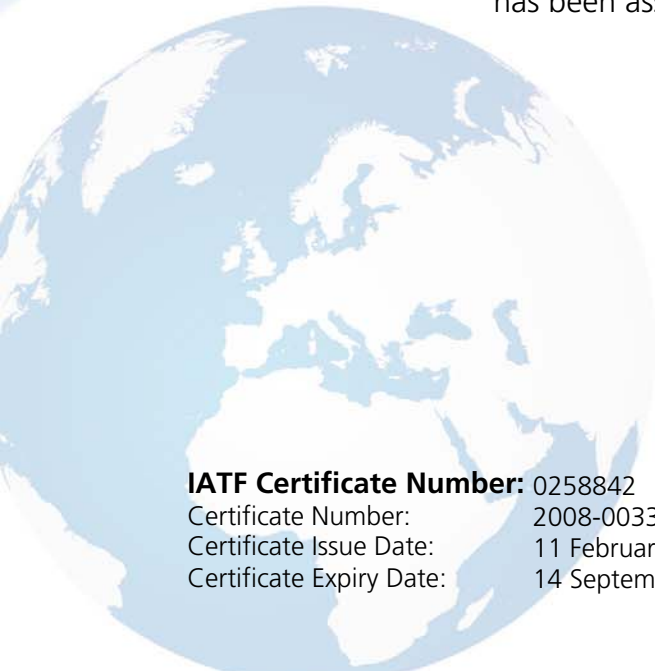 has been as
IATF Certificate Number: 0258842
Certificate Number: 2008-0033
Certificate Issue Date: 11 Februar
Certificate Expiry Date: 14 Septem